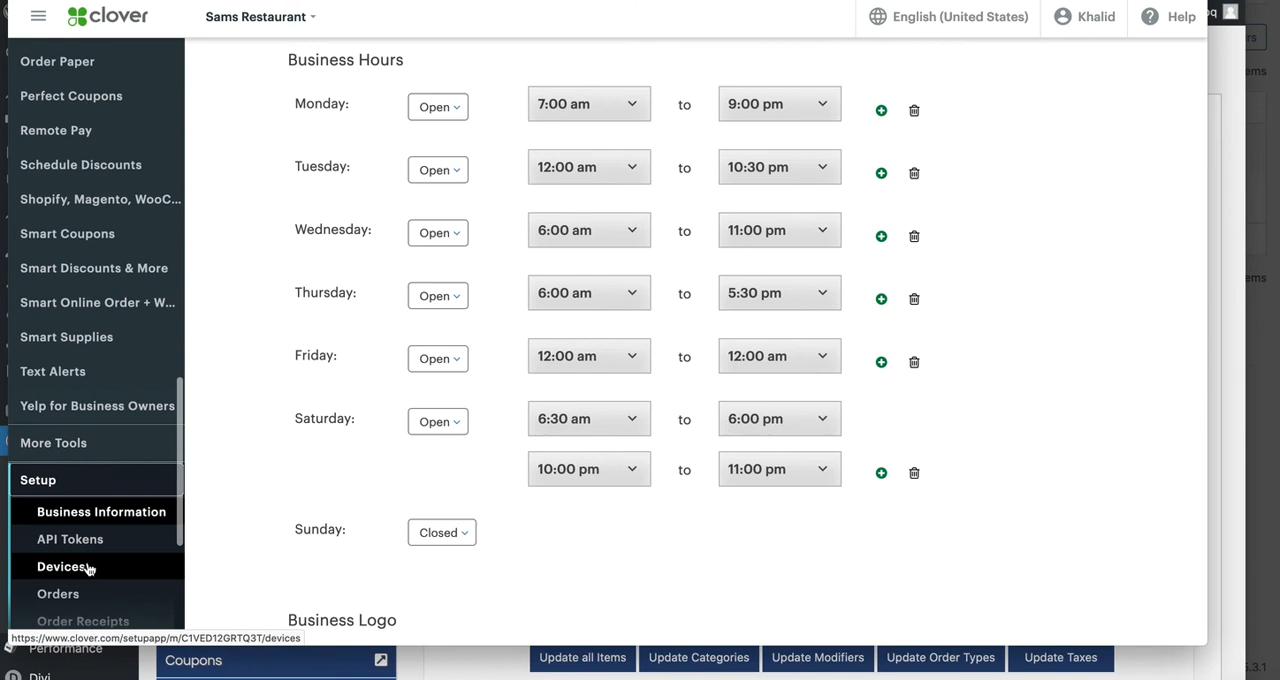 clover
Sams Restaurant
English (United States)
Khalid
Help
Order Paper
Perfect Coupons
Remote Pay
Schedule Discounts
Shopify, Magento, WooC...
Smart Coupons
Smart Discounts & More
Smart Online Order + W...
Smart Supplies
Text Alerts
Yelp for Business Owners
More Tools
Setup
Business Information
API Tokens
Devices
Orders
Order Receipts
https://www.clover.com/setupapp/m/C1VED12GRTQ3T/devices
Business Hours
Monday: Open 7:00 am to 9:00 pm
Tuesday: Open 12:00 am to 10:30 pm
Wednesday: Open 6:00 am to 11:00 pm
Thursday: Open 6:00 am to 5:30 pm
Friday: Open 12:00 am to 12:00 am
Saturday: Open 6:30 am to 6:00 pm
10:00 pm to 11:00 pm
Sunday: Closed
Business Logo
Performance
Divi
Coupons
Update all Items
Update Categories
Update Modifiers
Update Order Types
Update Taxes